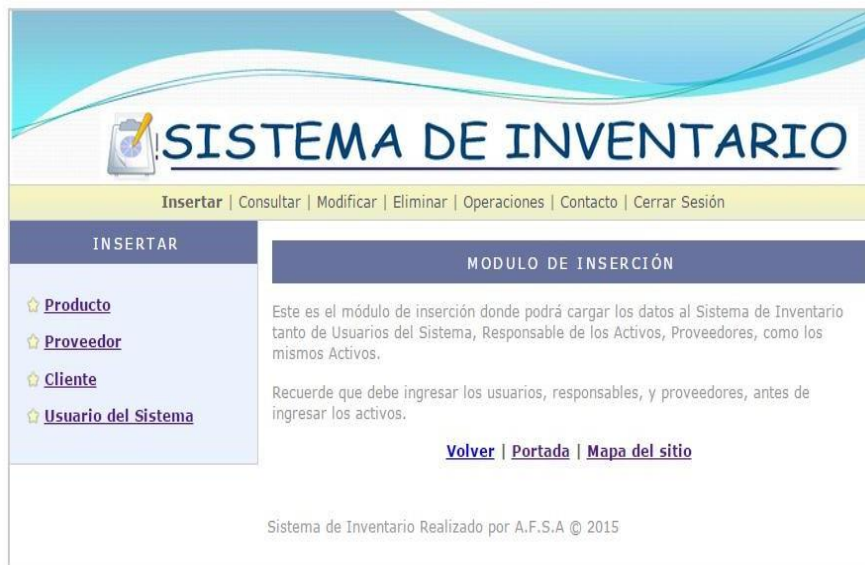 SISTEMA DE INVENTARIO
Insertar | Consultar | Modificar | Eliminar | Operaciones | Contacto | Cerrar Sesión
INSERTAR
Producto
Proveedor
Cliente
Usuario del Sistema
MODULO DE INSERCIÓN
Este es el módulo de inserción donde podrá cargar los datos al Sistema de Inventario
tanto de Usuarios del Sistema, Responsable de los Activos, Proveedores, como los
mismos Activos.
Recuerde que debe ingresar los usuarios, responsables, y proveedores, antes de
ingresar los activos.
Volver | Portada | Mapa del sitio
Sistema de Inventario Realizado por A.F.S.A © 2015